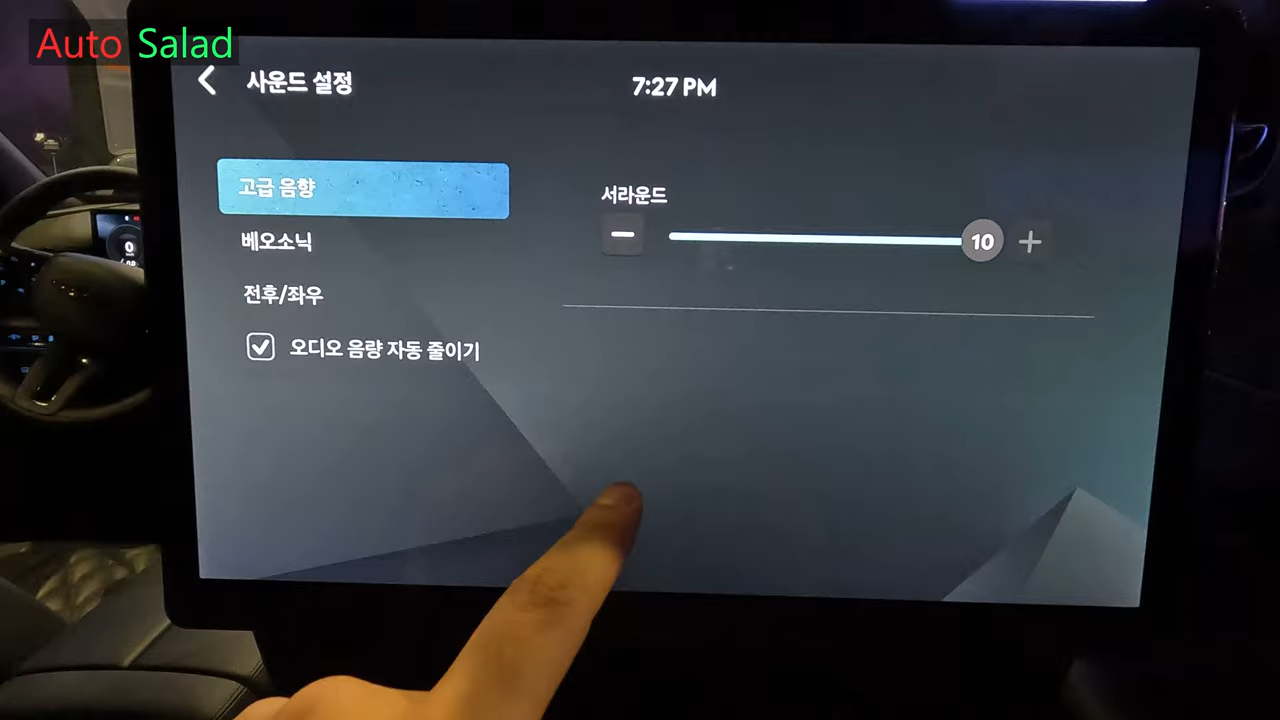 Auto Salad
사운드 설정
7:27 PM
고급 음향
베오소닉
전후/좌우
오디오 음량 자동 줄이기
서라운드
10
0